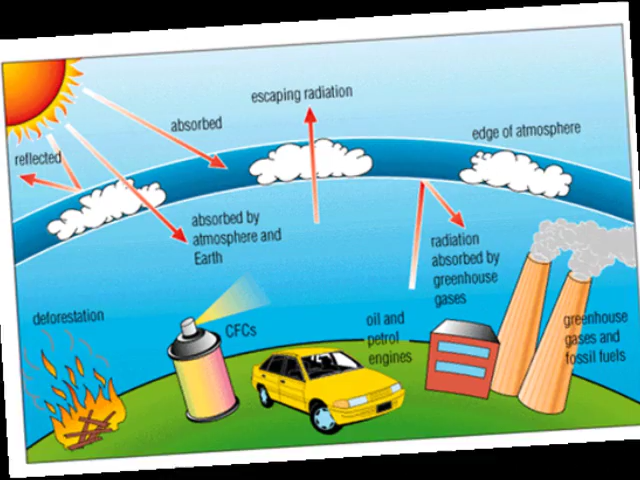 escaping radiation
absorbed
edge of atmosphere
reflected
absorbed by
atmosphere and
Earth
radiation
absorbed by
greenhouse
gases
deforestation
CFCs
oil and
petrol
engines
greenhouse
gases and
fossil fuels